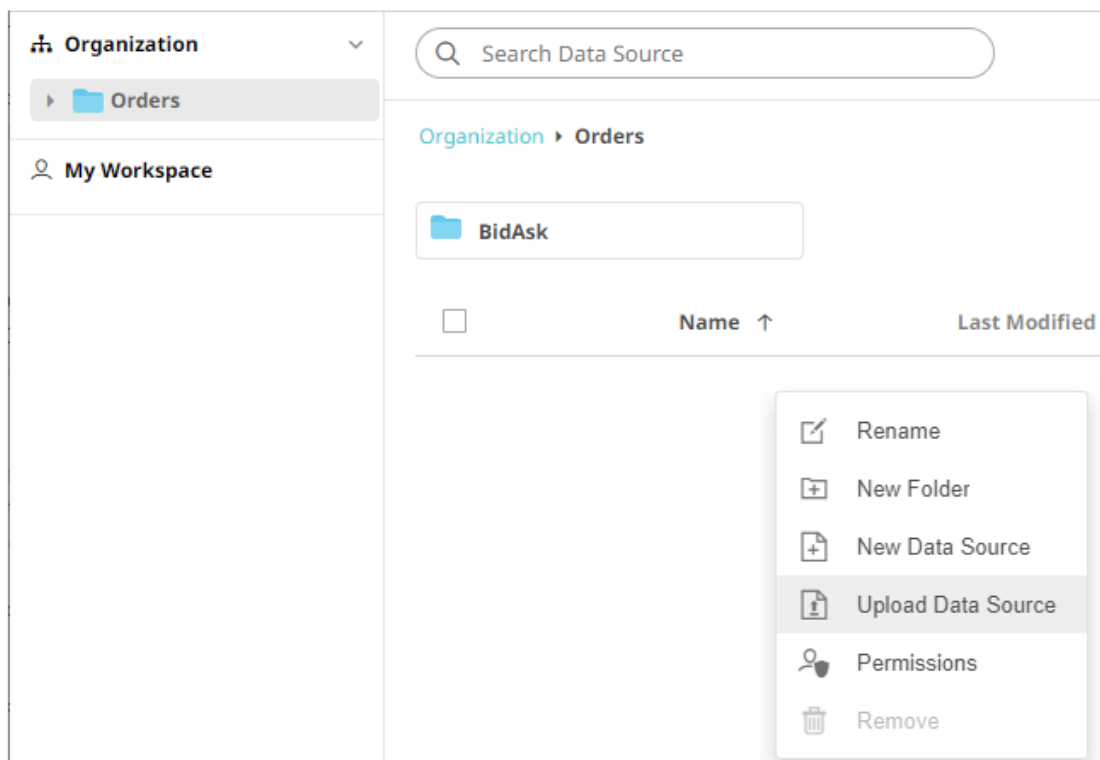 Organization
Orders
My Workspace
Search Data Source
Organization Orders
BidAsk
Name Last Modified
Rename
New Folder
New Data Source
Upload Data Source
Permissions
Remove